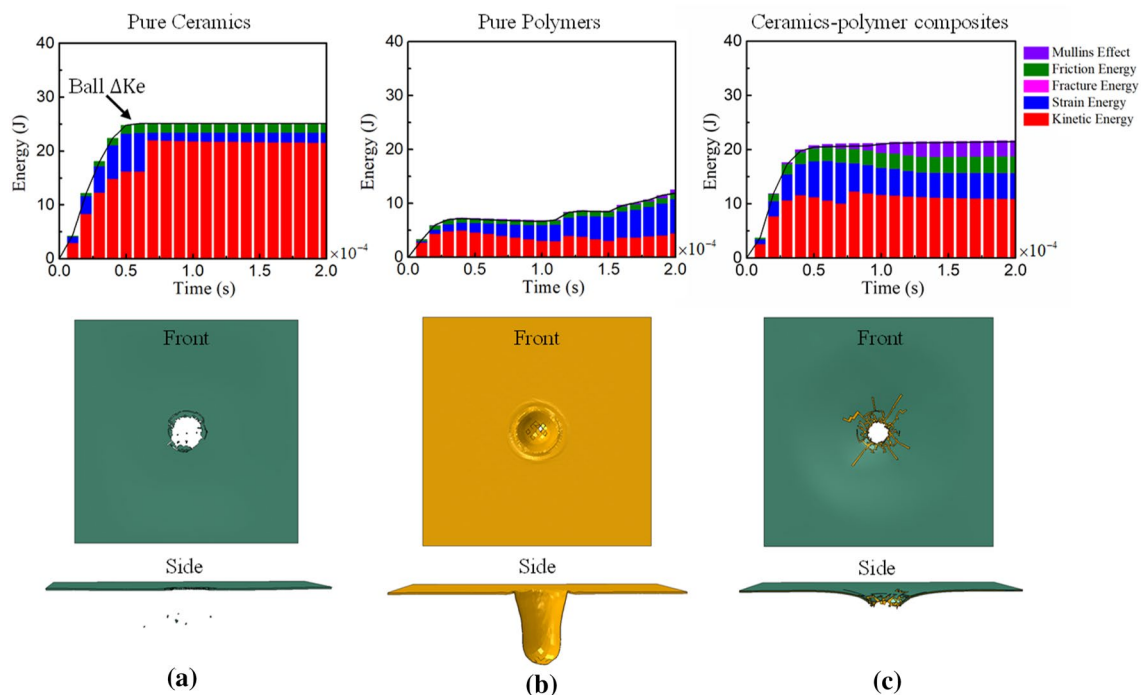 Pure Ceramics
40
30
20
10
0
Energy (J)
Ball ΔKe
0.0 0.5 1.0 1.5 2.0
×10⁻⁴
Time (s)
Pure Polymers
40
30
20
10
0
Energy (J)
0.0 0.5 1.0 1.5 2.0
×10⁻⁴
Time (s)
Ceramics-polymer composites
40
30
20
10
0
Energy (J)
0.0 0.5 1.0 1.5 2.0
×10⁻⁴
Time (s)
Mullins Effect
Friction Energy
Fracture Energy
Strain Energy
Kinetic Energy
Front
Front
Front
Side
Side
Side
(a)
(b)
(c)